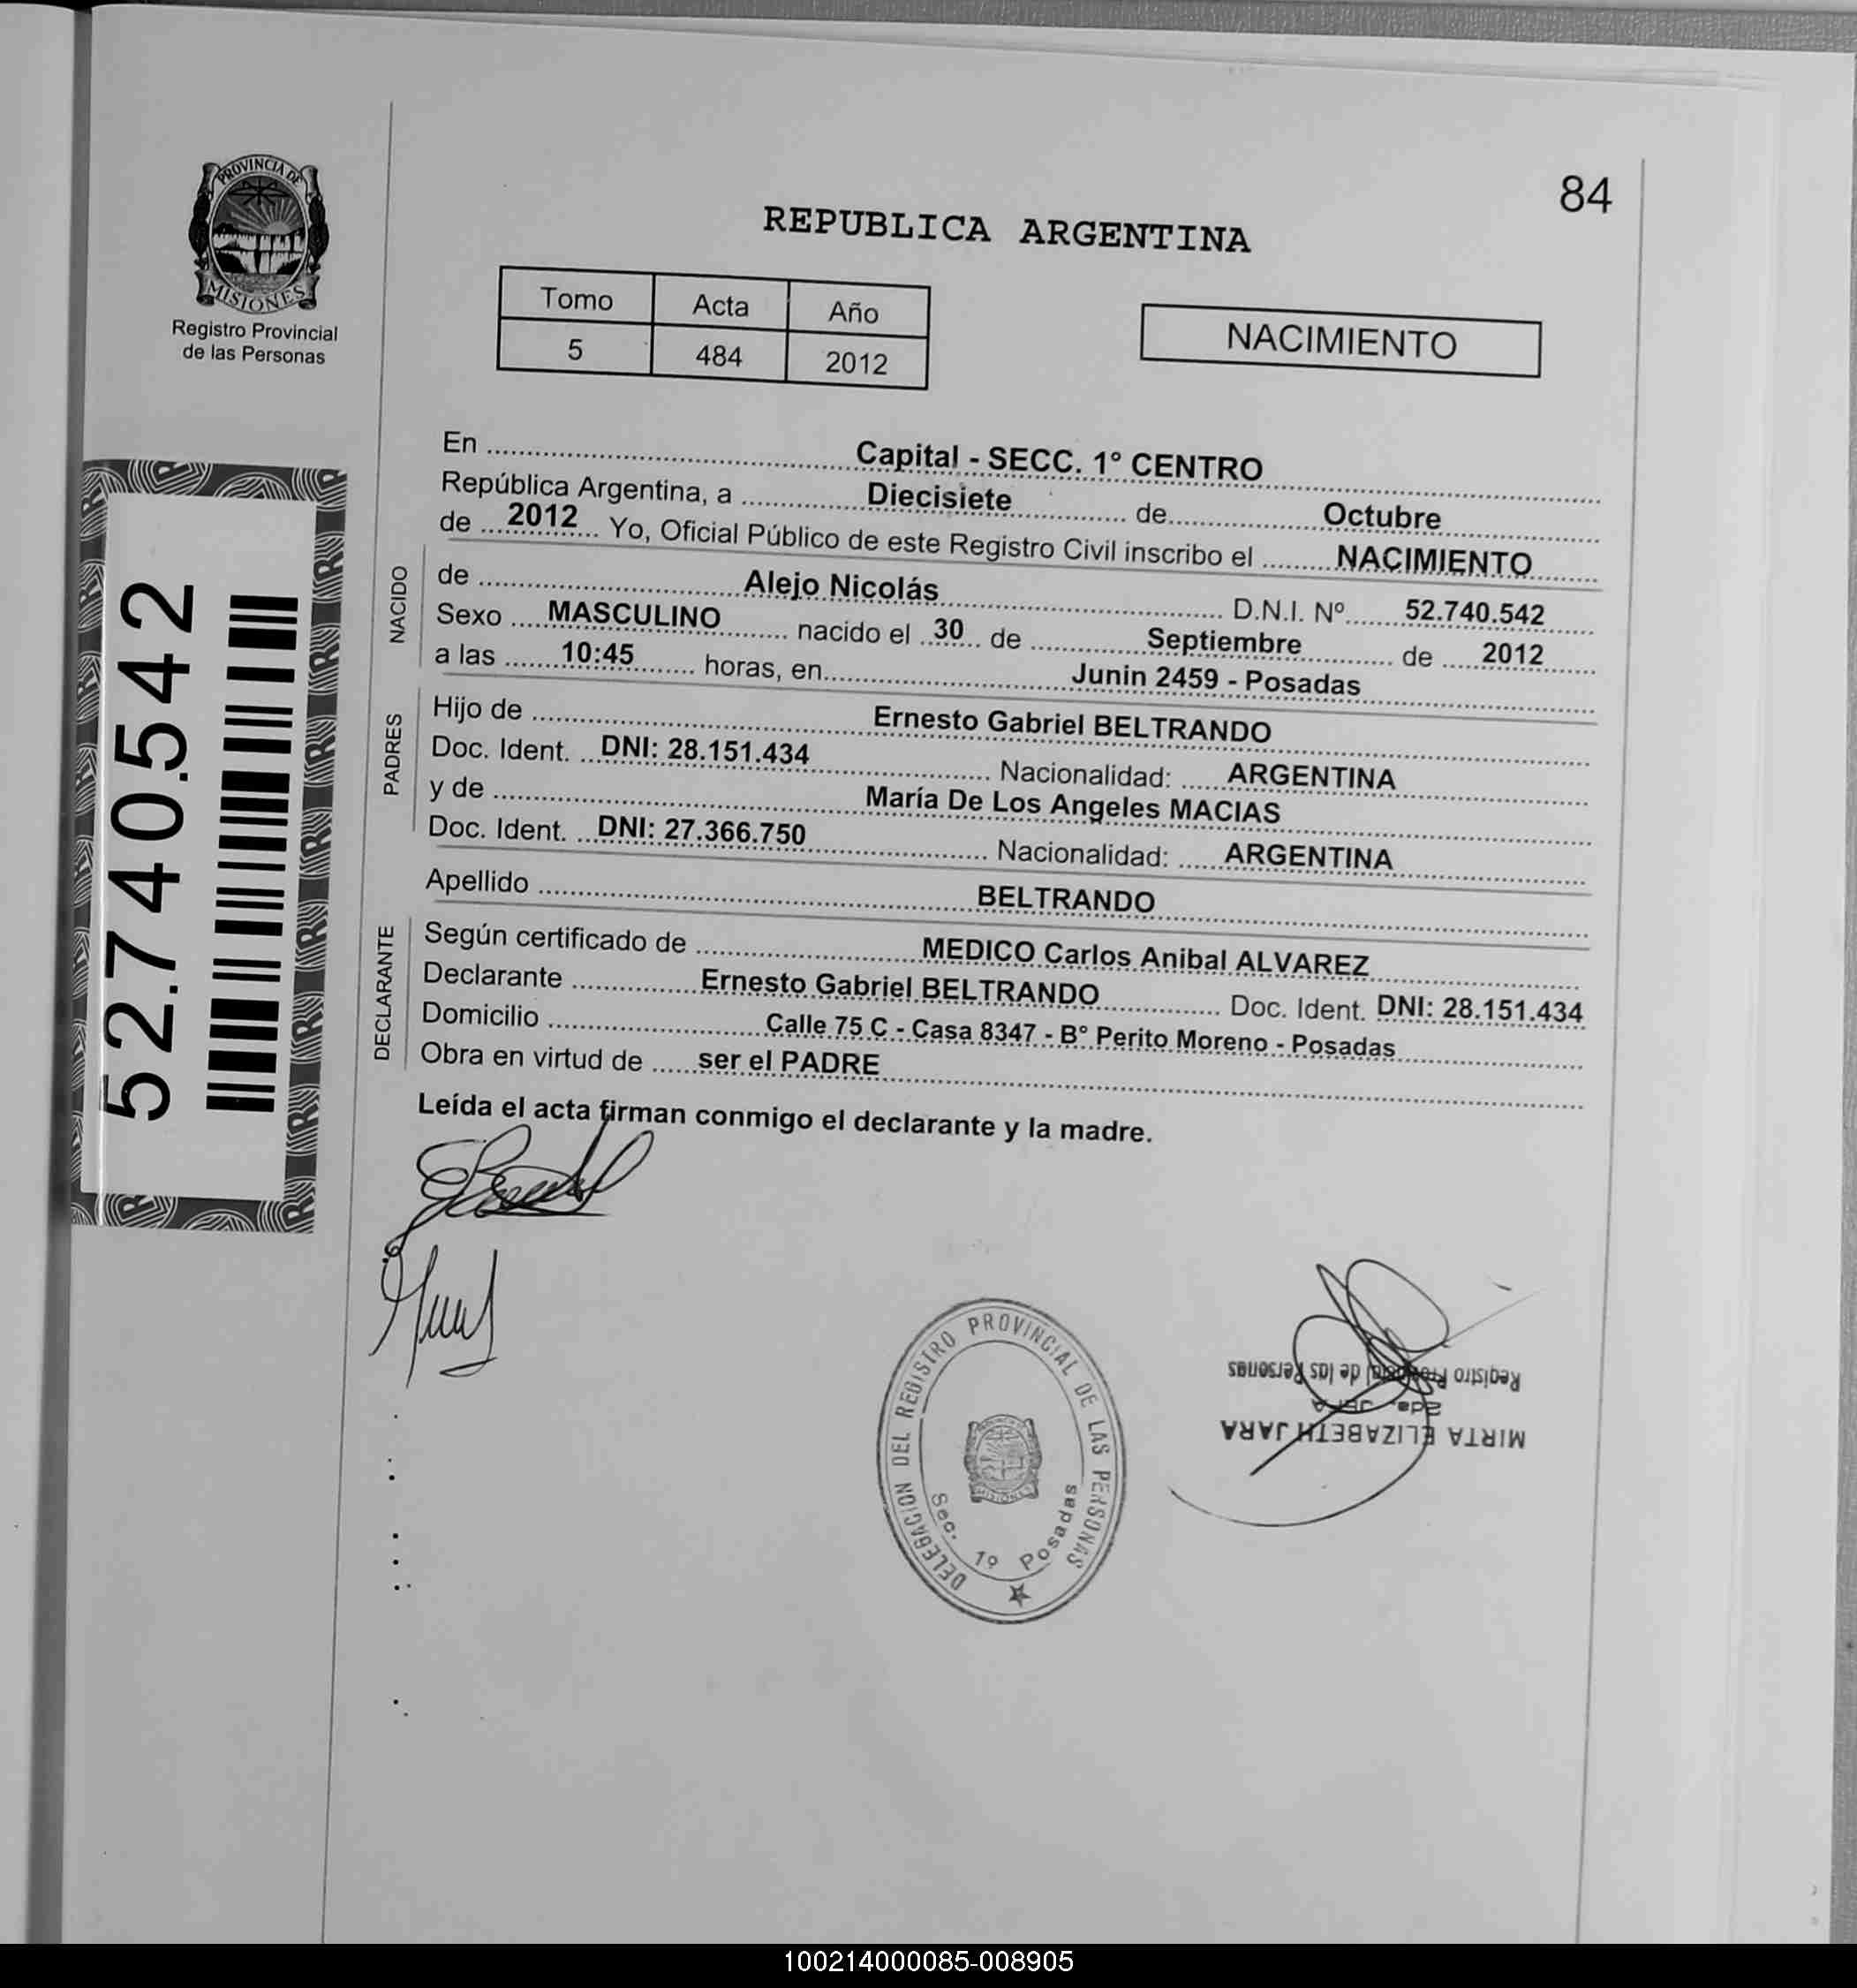 84
PROVINCIA DE
MISIONES
Registro Provincial
de las Personas
REPUBLICA ARGENTINA
Tomo Acta Año
5 484 2012
NACIMIENTO
En Capital - SECC. 1° CENTRO
República Argentina, a Diecisiete de Octubre
de 2012 Yo, Oficial Público de este Registro Civil inscribo el NACIMIENTO
NACIDO
de Alejo Nicolás D.N.I. Nº 52.740.542
Sexo MASCULINO nacido el 30 de Septiembre de 2012
a las 10:45 horas, en Junin 2459 - Posadas
PADRES
Hijo de Ernesto Gabriel BELTRANDO
Doc. Ident. DNI: 28.151.434 Nacionalidad: ARGENTINA
y de María De Los Angeles MACIAS
Doc. Ident. DNI: 27.366.750 Nacionalidad: ARGENTINA
Apellido BELTRANDO
DECLARANTE
Según certificado de MEDICO Carlos Anibal ALVAREZ
Declarante Ernesto Gabriel BELTRANDO Doc. Ident. DNI: 28.151.434
Domicilio Calle 75 C - Casa 8347 - B° Perito Moreno - Posadas
Obra en virtud de ser el PADRE
Leída el acta firman conmigo el declarante y la madre.
52.740.542
DELEGACION DEL REGISTRO PROVINCIAL DE LAS PERSONAS
Sec. 1º Posadas
MIRTA ELIZABETH JARA
2da. JEFA
Registro Provincial de las Personas
100214000085-008905